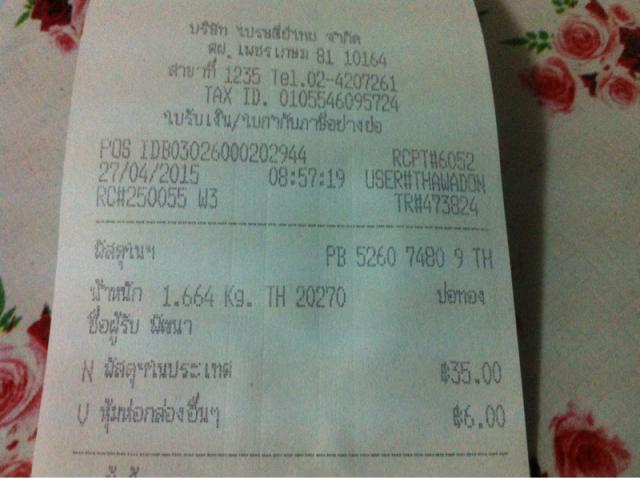 บริษัท ไปรษณีย์ไทย จำกัด
ศฝ.เพชรเกษม 81 10164
สาขาที่ 1235 Tel.02-4207261
TAX ID. 0105546095724
ใบรับเงิน/ใบกำกับภาษีอย่างย่อ
POS IDB03026000202944 RCPT#6052
27/04/2015 08:57:19 USER#THAWADON
RC#250055 W3 TR#473824
พัสดุในฯ PB 5260 7480 9 TH
น้ำหนัก 1.664 Kg. TH 20270 บ่อทอง
ชื่อผู้รับ พัฒนา
N พัสดุฯในประเทศ ฿35.00
V หุ้มห่อกล่องอื่นๆ ฿6.00